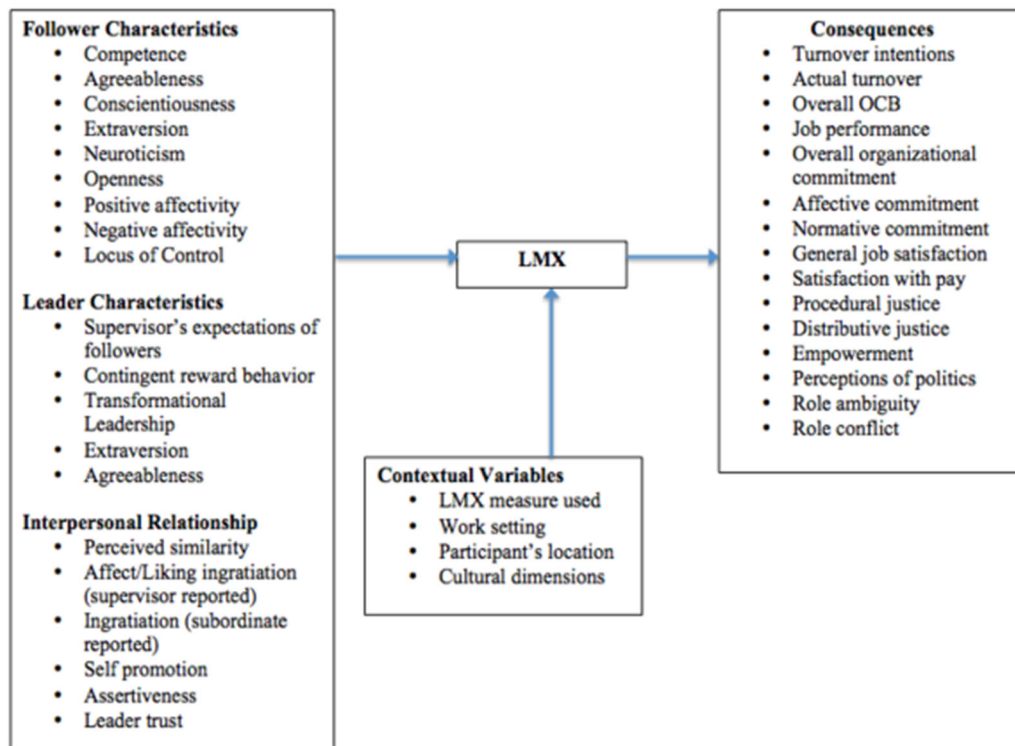 Follower Characteristics
• Competence
• Agreeableness
• Conscientiousness
• Extraversion
• Neuroticism
• Openness
• Positive affectivity
• Negative affectivity
• Locus of Control
Leader Characteristics
• Supervisor's expectations of
followers
• Contingent reward behavior
• Transformational
Leadership
• Extraversion
• Agreeableness
Interpersonal Relationship
• Perceived similarity
• Affect/Liking ingratiation
(supervisor reported)
• Ingratiation (subordinate
reported)
• Self promotion
• Assertiveness
• Leader trust
LMX
Contextual Variables
• LMX measure used
• Work setting
• Participant's location
• Cultural dimensions
Consequences
• Turnover intentions
• Actual turnover
• Overall OCB
• Job performance
• Overall organizational
commitment
• Affective commitment
• Normative commitment
• General job satisfaction
• Satisfaction with pay
• Procedural justice
• Distributive justice
• Empowerment
• Perceptions of politics
• Role ambiguity
• Role conflict